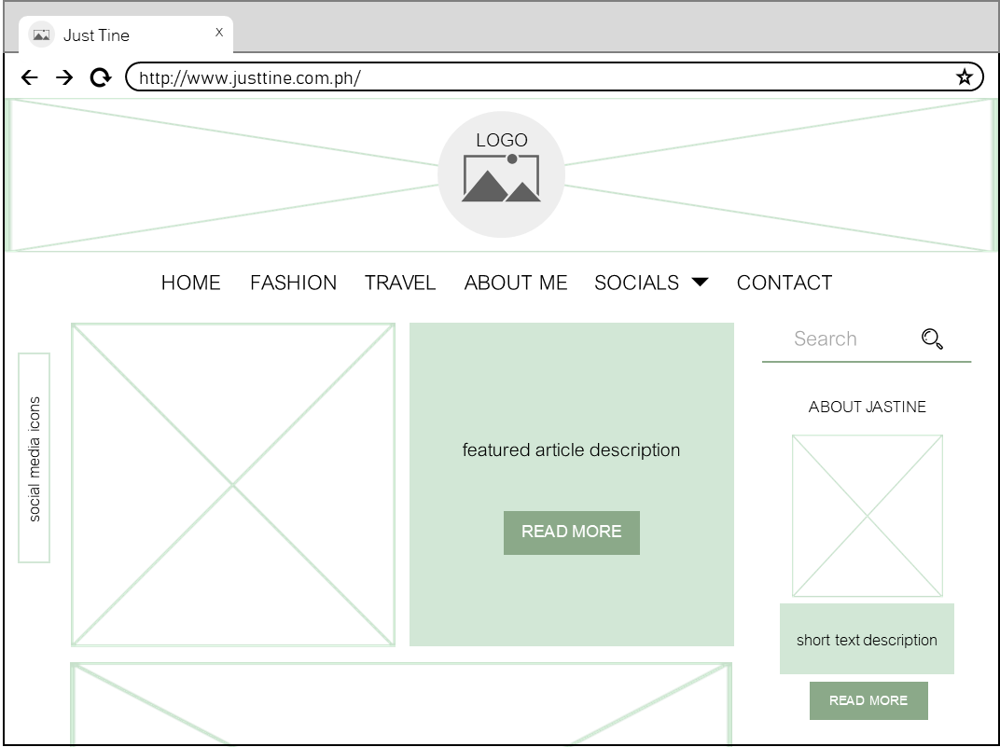 Just Tine
x
http://www.justtine.com.ph/
LOGO
HOME FASHION TRAVEL ABOUT ME SOCIALS CONTACT
social media icons
featured article description
READ MORE
Search
ABOUT JASTINE
short text description
READ MORE